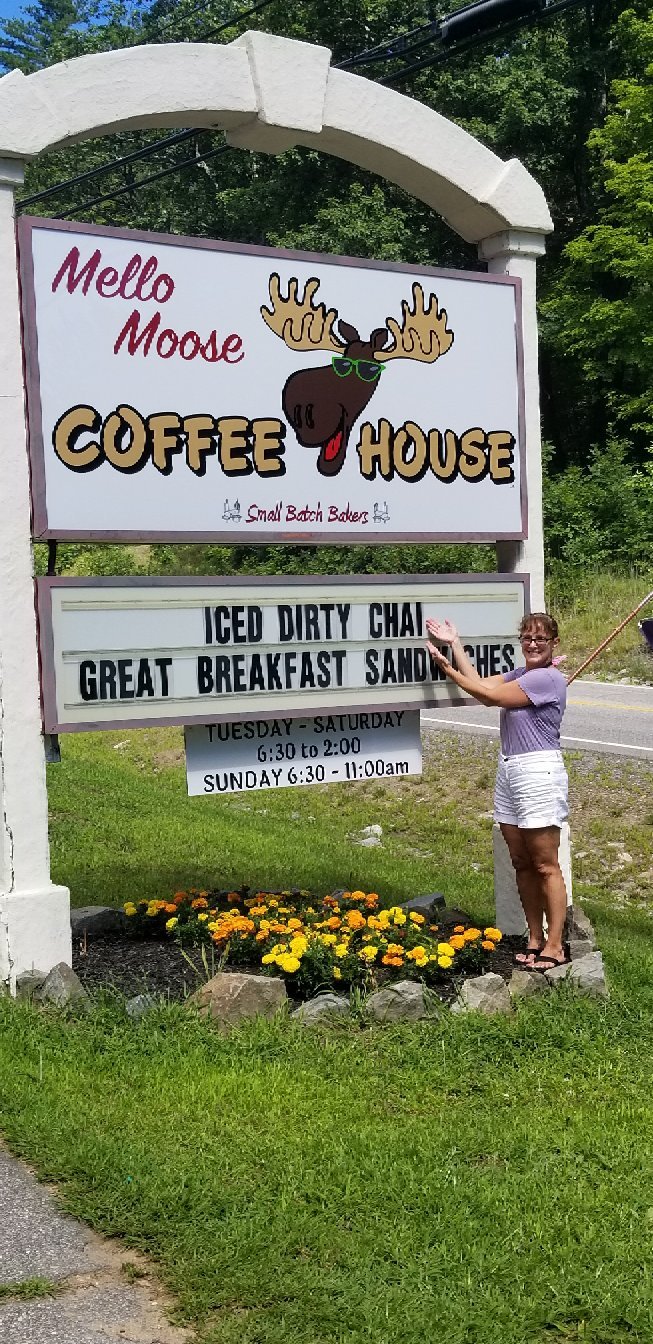 Mello
Moose
COFFEE HOUSE
Small Batch Bakers
ICED DIRTY CHAI
GREAT BREAKFAST SANDWICHES
TUESDAY - SATURDAY
6:30 to 2:00
SUNDAY 6:30 - 11:00am